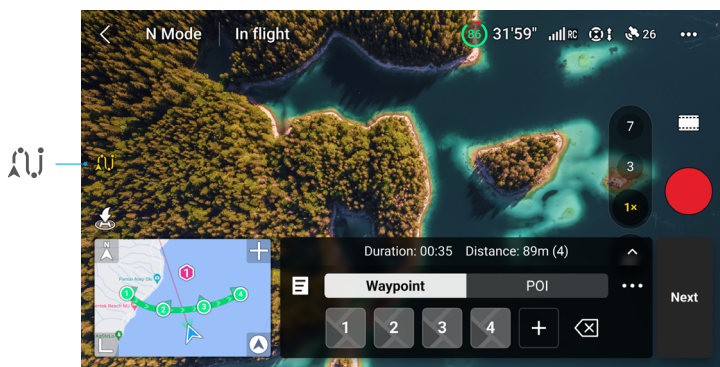 N Mode In flight 86 31'59" RC 26
7
3
1×
N
1
1 2 3 4
Duration: 00:35 Distance: 89m (4)
Waypoint POI
Next
1 2 3 4 +